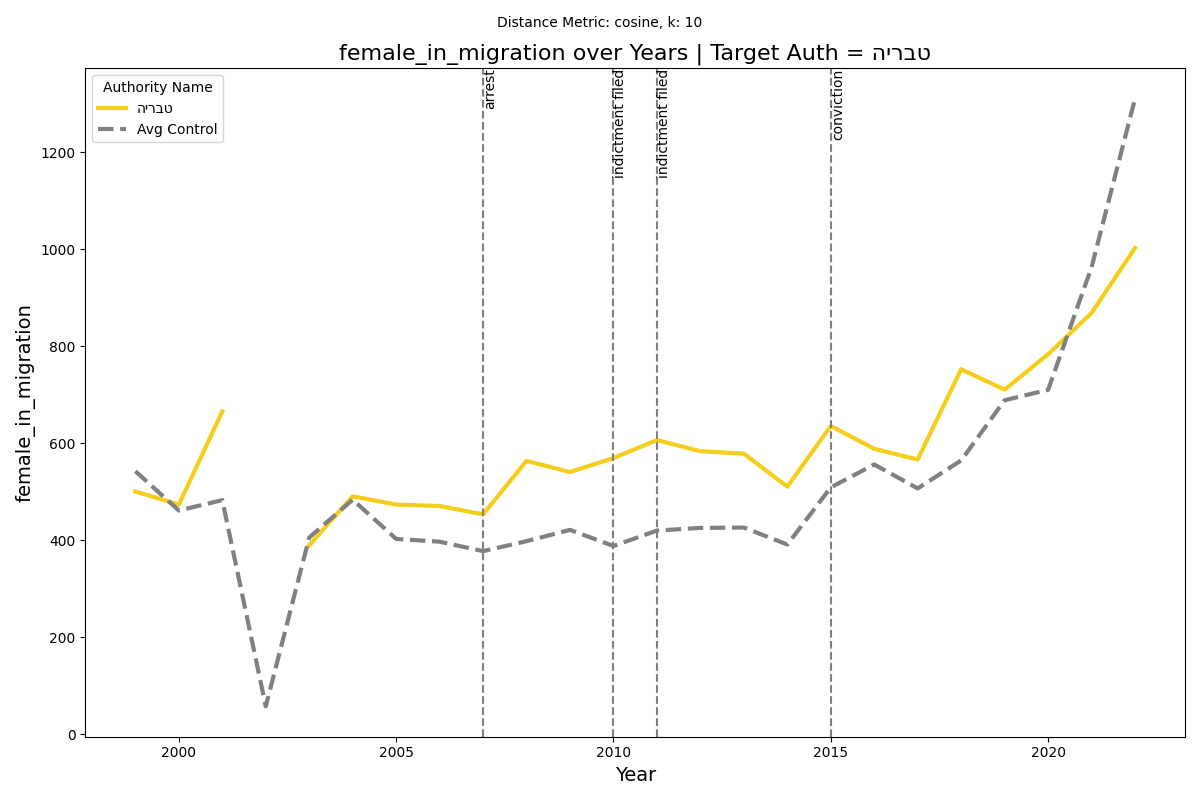 Distance Metric: cosine, k: 10
female_in_migration over Years | Target Auth = טבריה
Authority Name
טבריה
Avg Control
arrest
indictment filed
indictment filed
conviction
female_in_migration
1200
1000
800
600
400
200
0
2000
2005
2010
2015
2020
Year